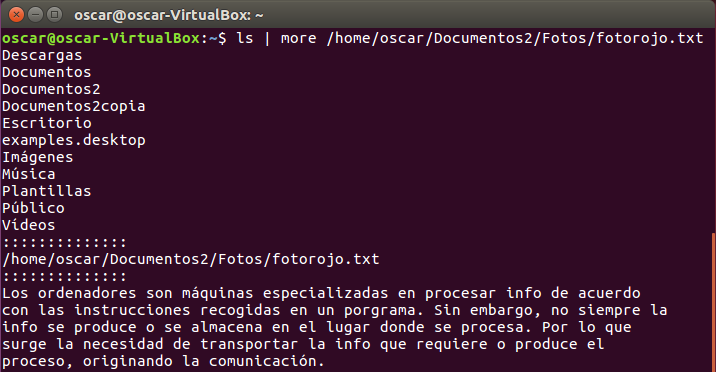 oscar@oscar-VirtualBox: ~
oscar@oscar-VirtualBox:~$ ls | more /home/oscar/Documentos2/Fotos/fotorojo.txt
Descargas
Documentos
Documentos2
Documentos2copia
Escritorio
examples.desktop
Imágenes
Música
Plantillas
Público
Vídeos
::::::::::::::
/home/oscar/Documentos2/Fotos/fotorojo.txt
::::::::::::::
Los ordenadores son máquinas especializadas en procesar info de acuerdo
con las instrucciones recogidas en un porgrama. Sin embargo, no siempre la
info se produce o se almacena en el lugar donde se procesa. Por lo que
surge la necesidad de transportar la info que requiere o produce el
proceso, originando la comunicación.